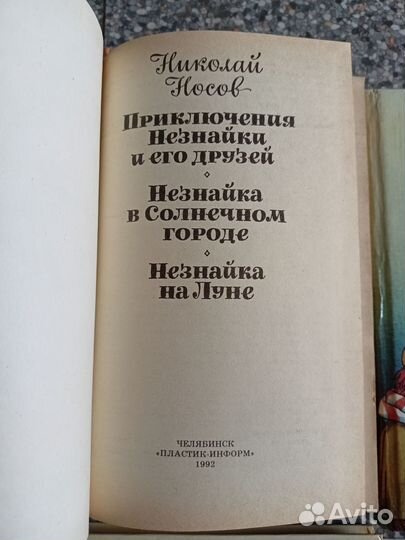 Николай
Носов
Приключения
Незнайки
и его друзей
Незнайка
в Солнечном
городе
Незнайка
на Луне
ЧЕЛЯБИНСК
«ПЛАСТИК-ИНФОРМ»
1992
Avito